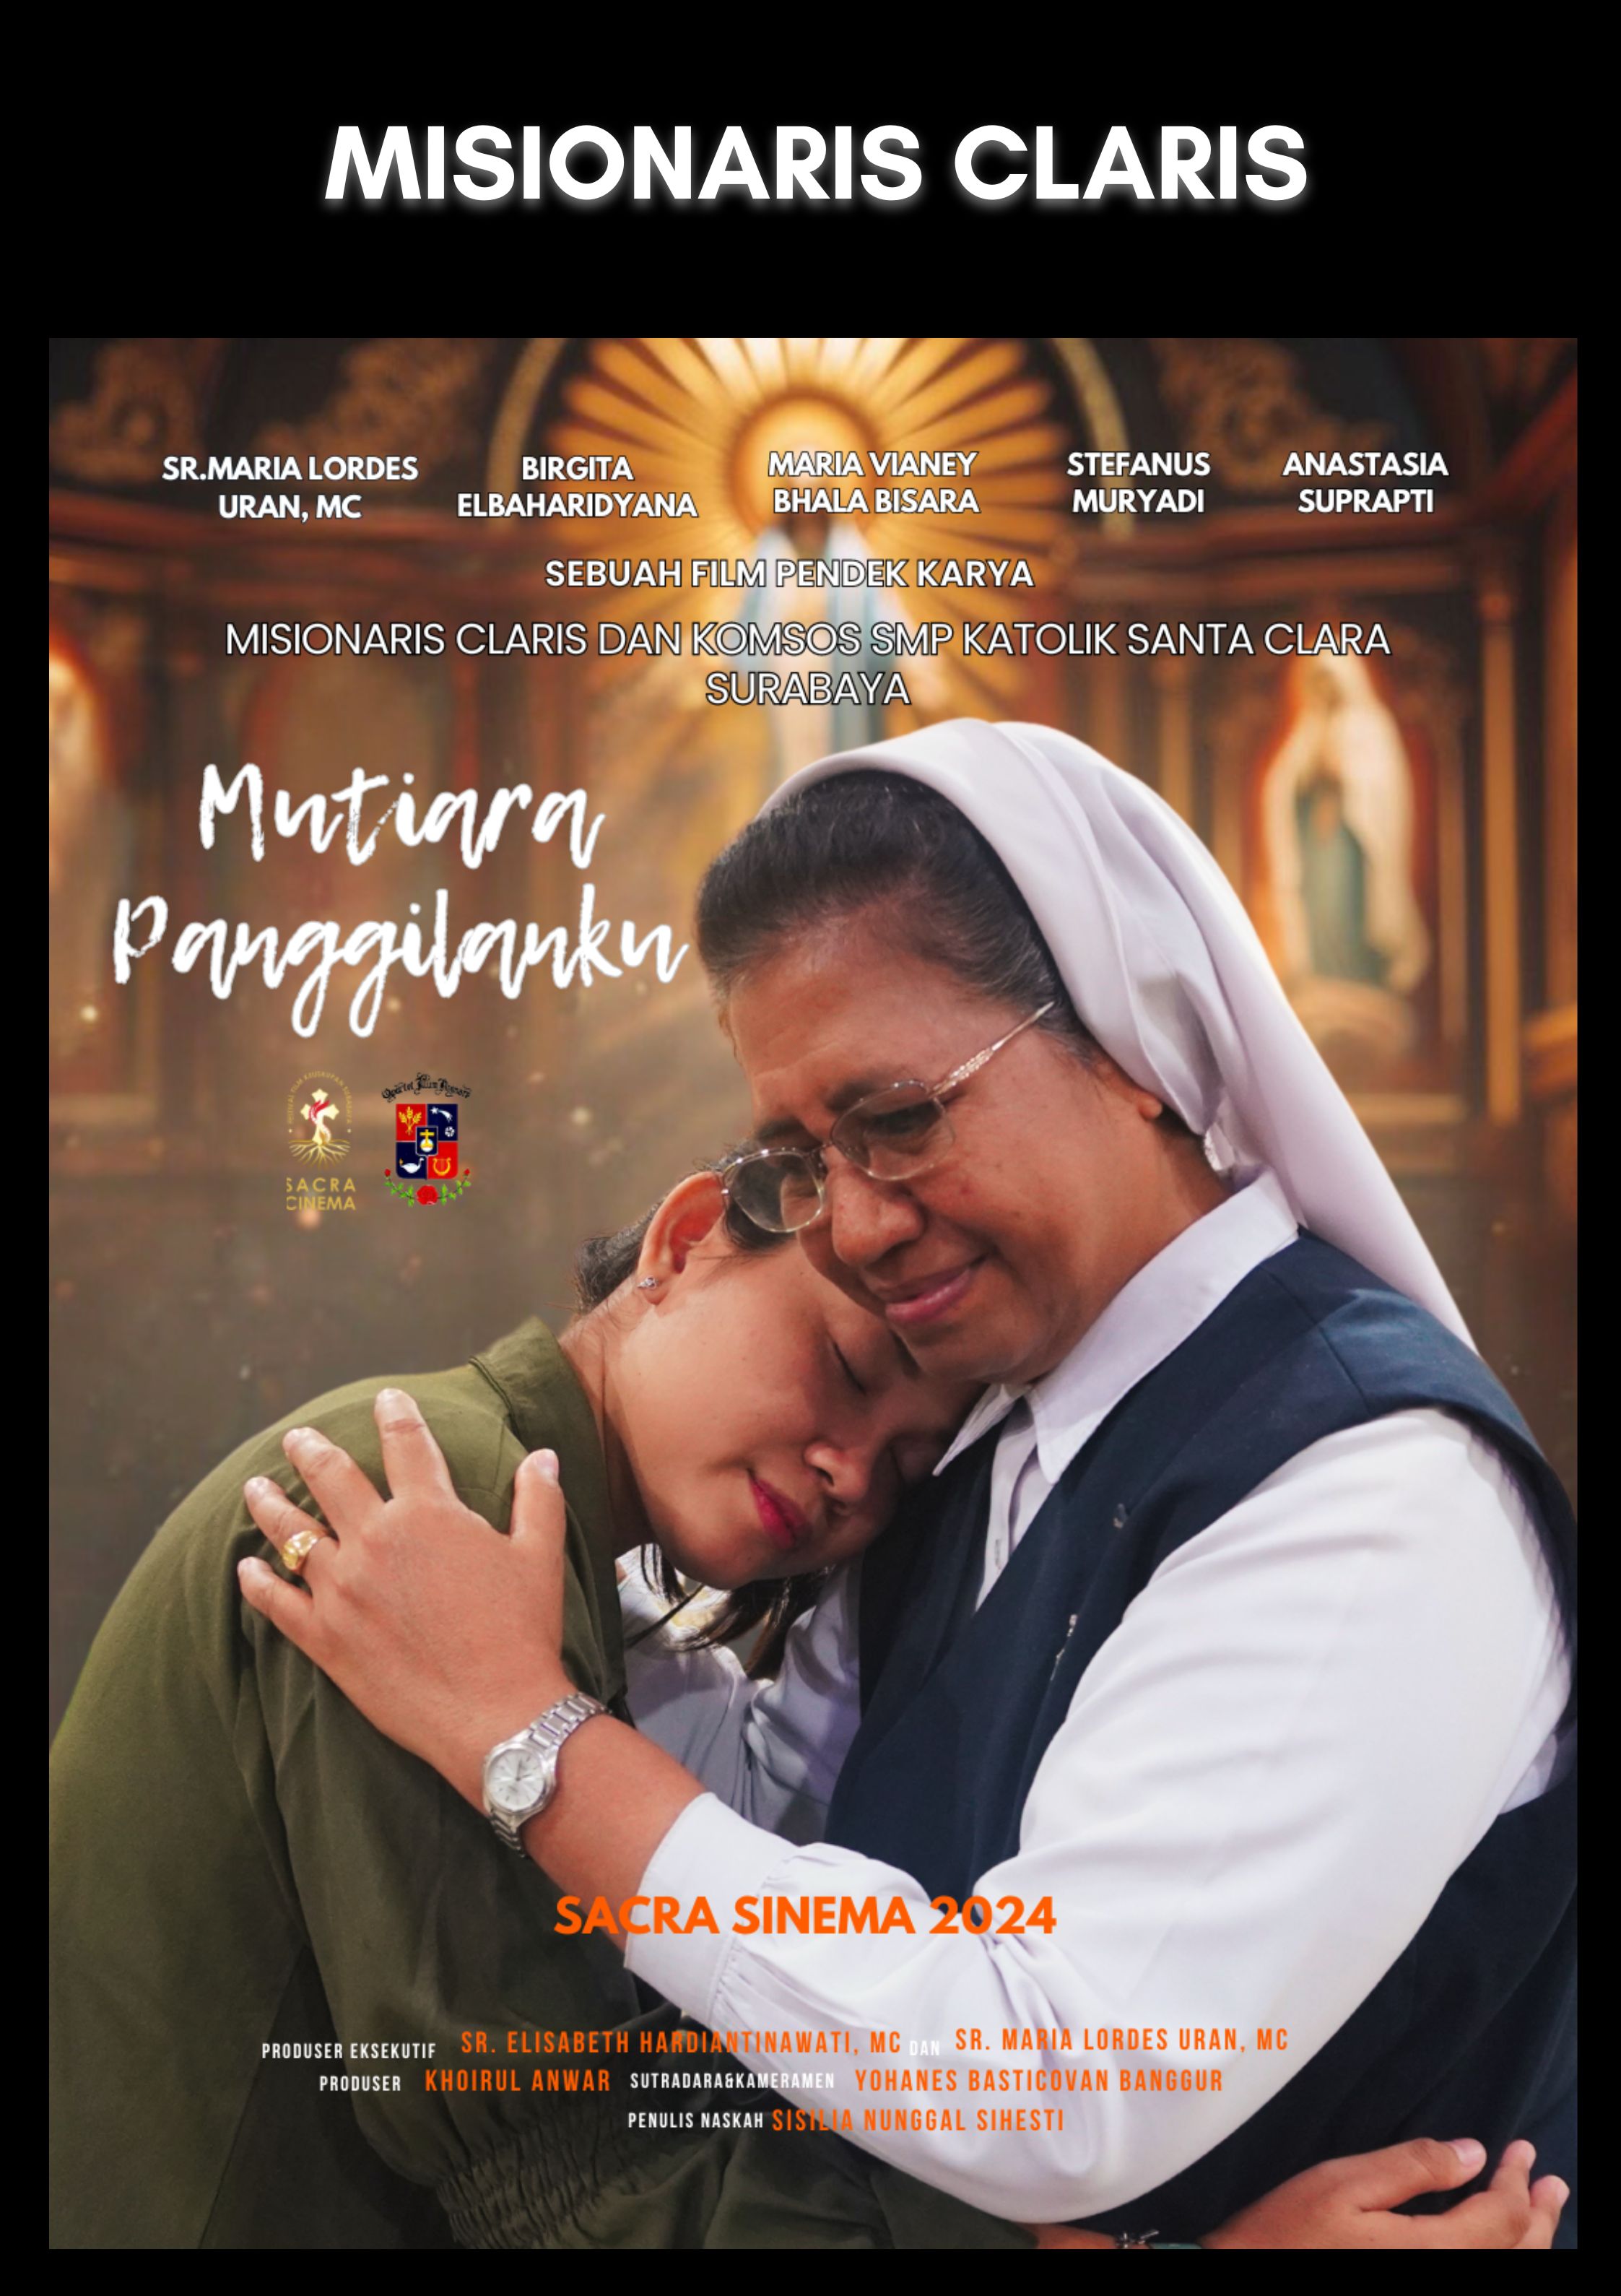 MISIONARIS CLARIS
SR.MARIA LORDES
URAN, MC
BIRGITA
ELBAHARIDYANA
MARIA VIANEY
BHALA BISARA
STEFANUS
MURYADI
ANASTASIA
SUPRAPTI
SEBUAH FILM PENDEK KARYA
MISIONARIS CLARIS DAN KOMSOS SMP KATOLIK SANTA CLARA
SURABAYA
Mutiara
Panggilanku
SACRA
CINEMA
SACRA SINEMA 2024
PRODUSER EKSEKUTIF SR. ELISABETH HARDIANTINAWATI, MC DAN SR. MARIA LORDES URAN, MC
PRODUSER KHOIRUL ANWAR SUTRADARA&KAMERAMEN YOHANES BASTICOVAN BANGGUR
PENULIS NASKAH SISILIA NUNGGAL SIHESTI